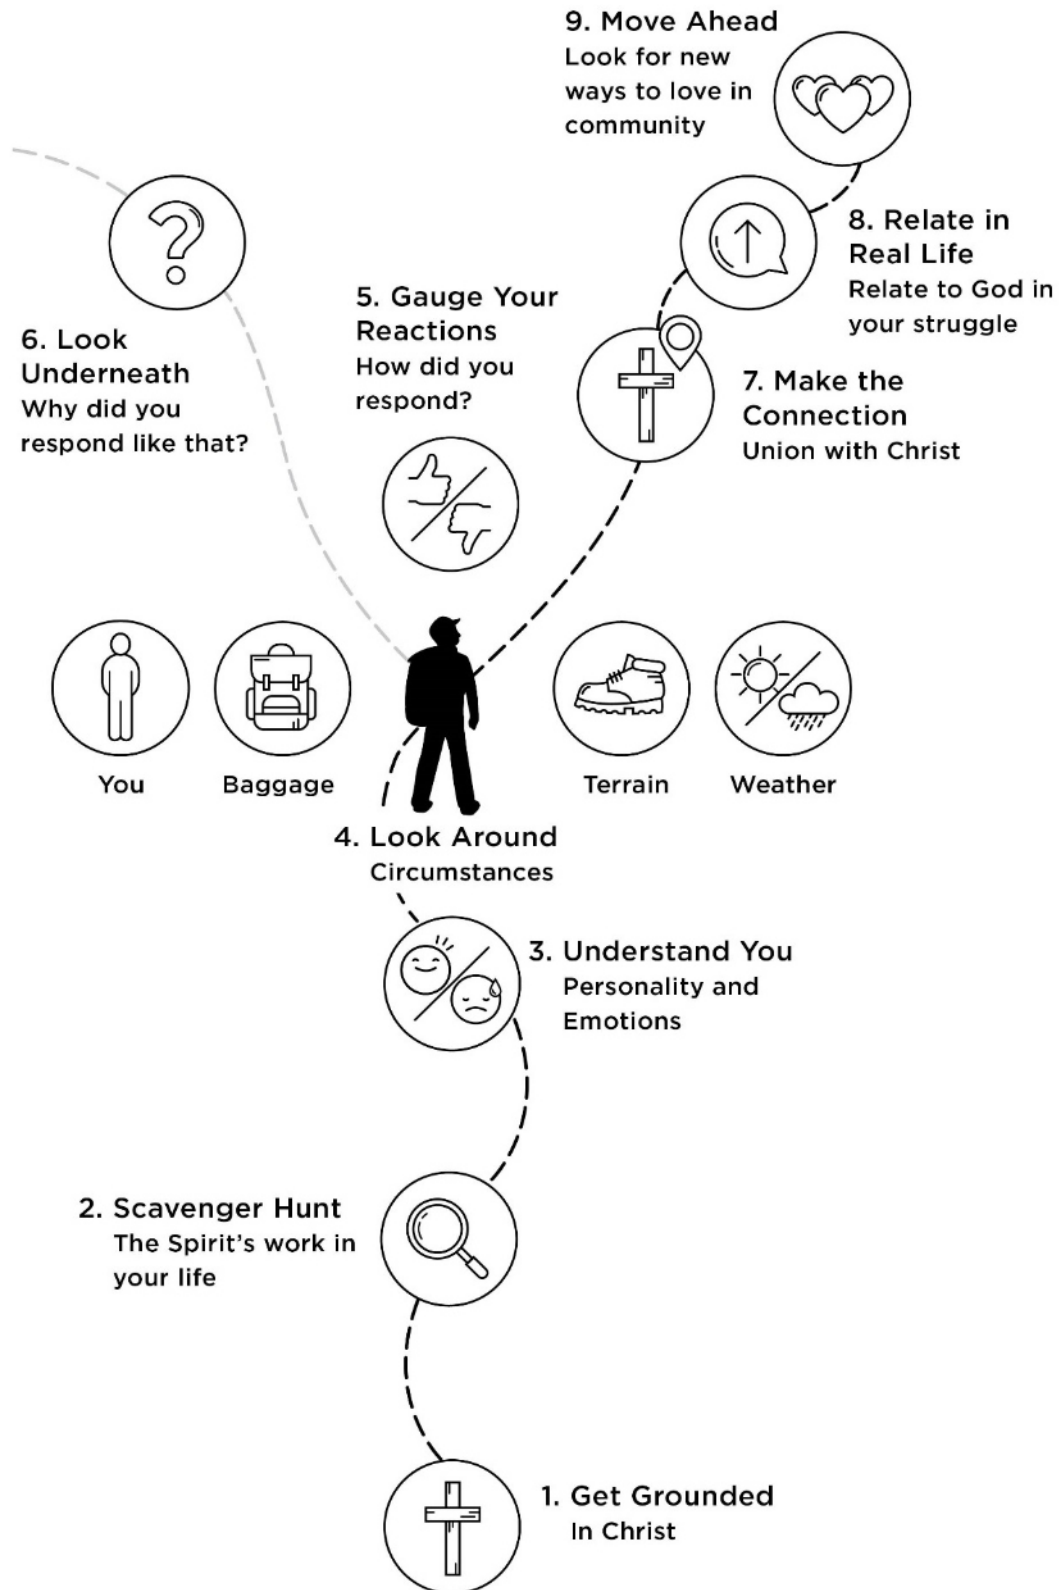 9. Move Ahead
Look for new
ways to love in
community
8. Relate in
Real Life
Relate to God in
your struggle
5. Gauge Your
Reactions
How did you
respond?
6. Look
Underneath
Why did you
respond like that?
7. Make the
Connection
Union with Christ
You
Baggage
Terrain
Weather
4. Look Around
Circumstances
3. Understand You
Personality and
Emotions
2. Scavenger Hunt
The Spirit's work in
your life
1. Get Grounded
In Christ